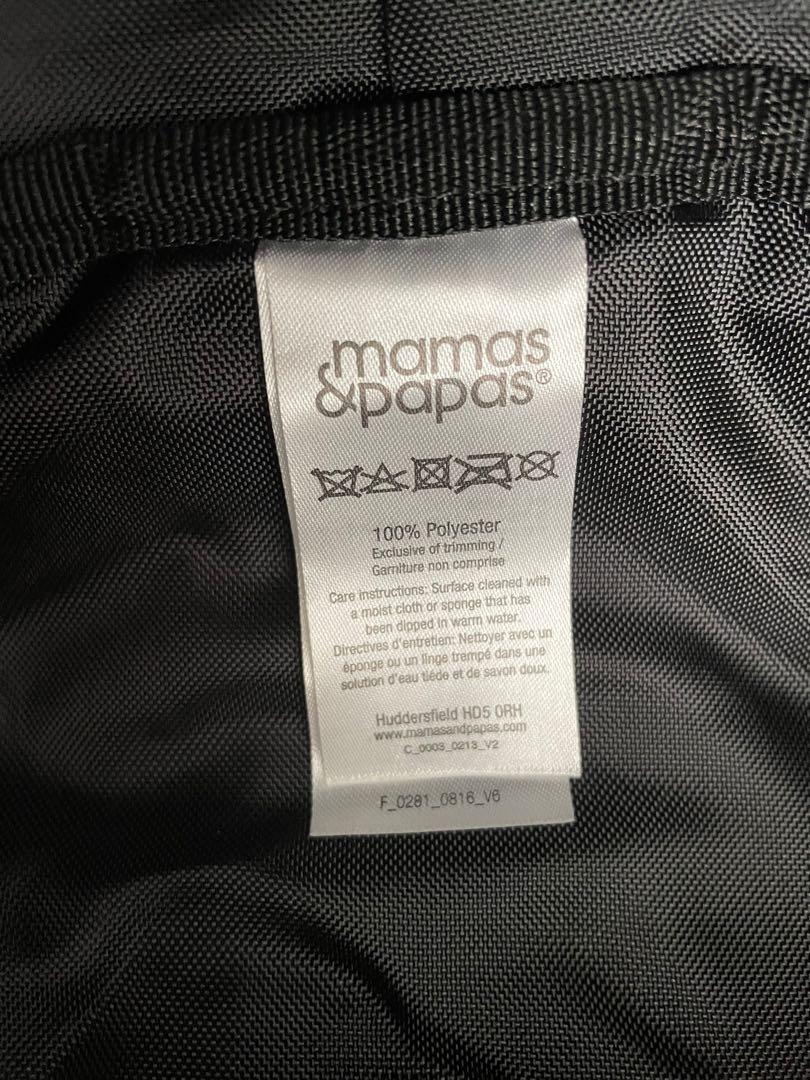 mamas
&papas®
100% Polyester
Exclusive of trimming /
Garniture non comprise
Care instructions: Surface cleaned with
a moist cloth or sponge that has
been dipped in warm water.
Directives d'entretien: Nettoyer avec un
éponge ou un linge trempé dans une
solution d'eau tiède et de savon doux.
Huddersfield HD5 0RH
www.mamasandpapas.com
C_0003_0213_V2
F_0281_0816_V6